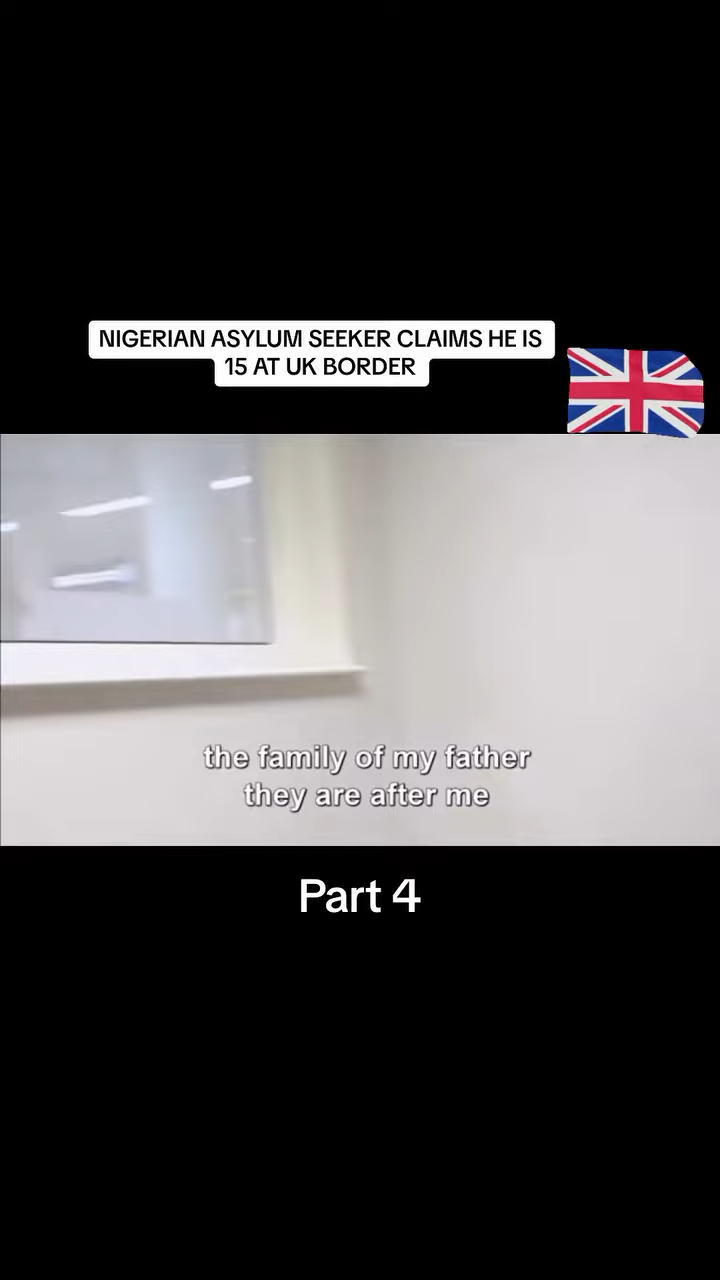 NIGERIAN ASYLUM SEEKER CLAIMS HE IS
15 AT UK BORDER
the family of my father
they are after me
Part 4